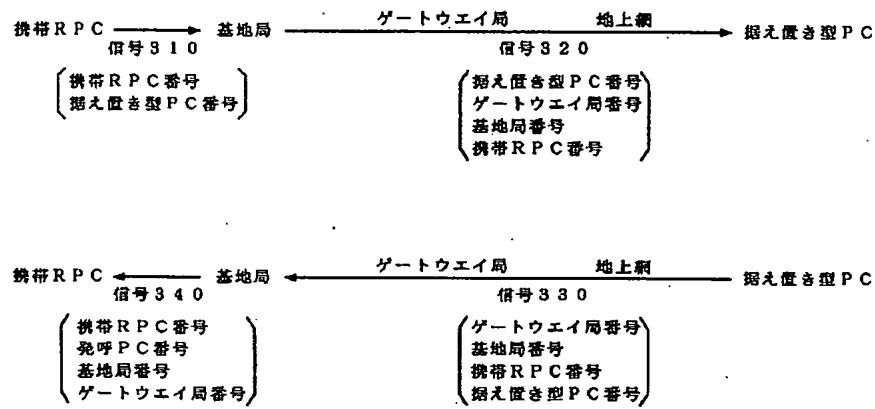 ゲートウエイ局 地上網
携帯RPC 基地局 据え置き型PC
信号310 信号320
携帯RPC番号
据え置き型PC番号
据え置き型PC番号
ゲートウエイ局番号
基地局番号
携帯RPC番号
ゲートウエイ局 地上網
携帯RPC 基地局 据え置き型PC
信号340 信号330
携帯RPC番号
発呼PC番号
基地局番号
ゲートウエイ局番号
ゲートウエイ局番号
基地局番号
携帯RPC番号
据え置き型PC番号